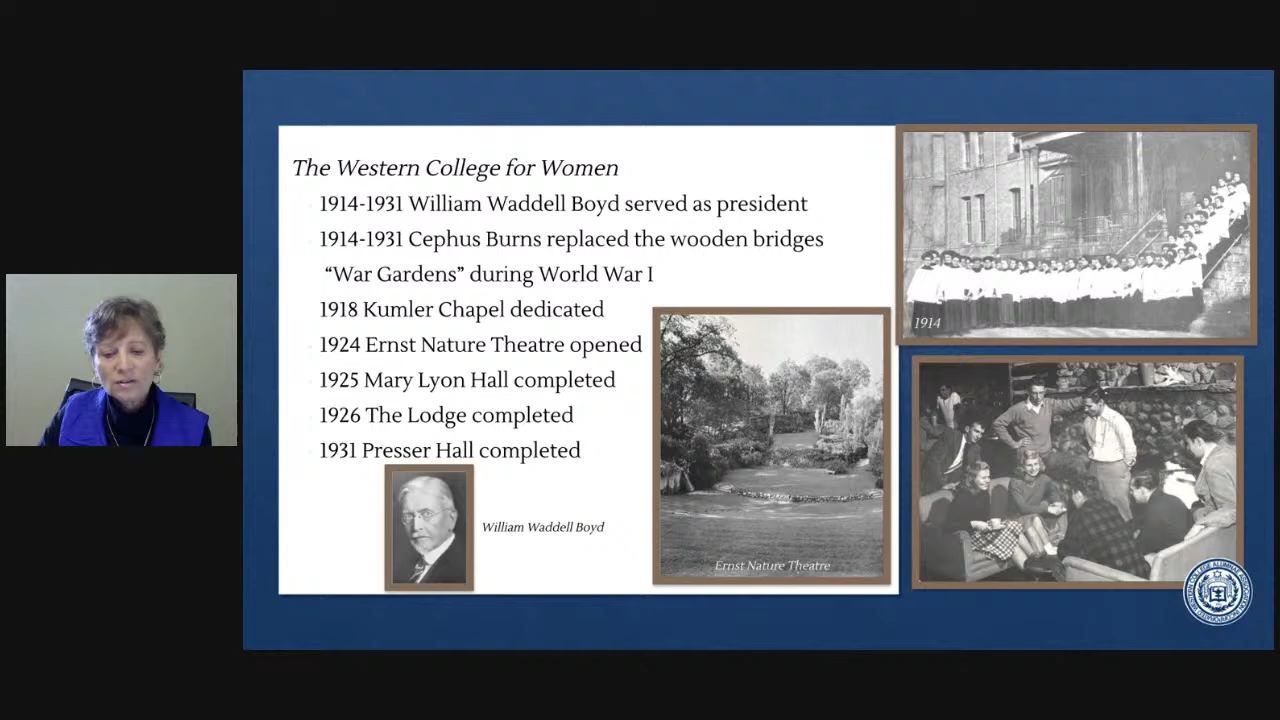 The Western College for Women
1914-1931 William Waddell Boyd served as president
1914-1931 Cephus Burns replaced the wooden bridges
“War Gardens” during World War I
1918 Kumler Chapel dedicated
1924 Ernst Nature Theatre opened
1925 Mary Lyon Hall completed
1926 The Lodge completed
1931 Presser Hall completed
William Waddell Boyd
Ernst Nature Theatre
1914